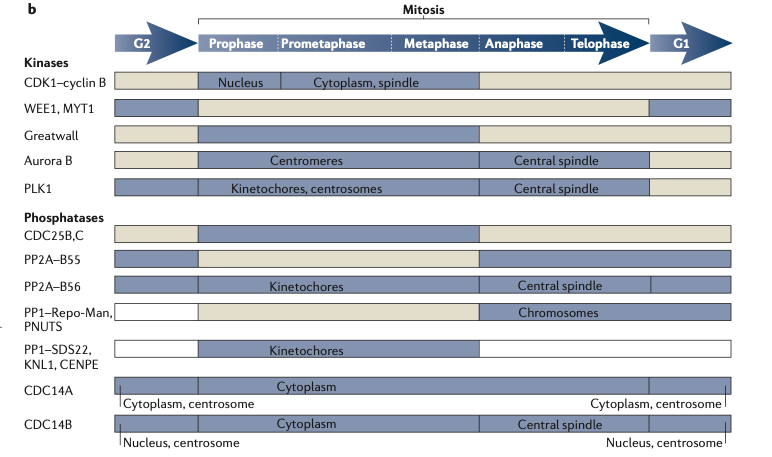 b
Mitosis
G2 Prophase Prometaphase Metaphase Anaphase Telophase G1
Kinases
CDK1–cyclin B Nucleus Cytoplasm, spindle
WEE1, MYT1
Greatwall
Aurora B Centromeres Central spindle
PLK1 Kinetochores, centrosomes Central spindle
Phosphatases
CDC25B,C
PP2A–B55
PP2A–B56 Kinetochores Central spindle
PP1–Repo-Man, Chromosomes
PNUTS
PP1–SDS22, Kinetochores
KNL1, CENPE
CDC14A Cytoplasm
Cytoplasm, centrosome Cytoplasm, centrosome
CDC14B Cytoplasm Central spindle
Nucleus, centrosome Nucleus, centrosome